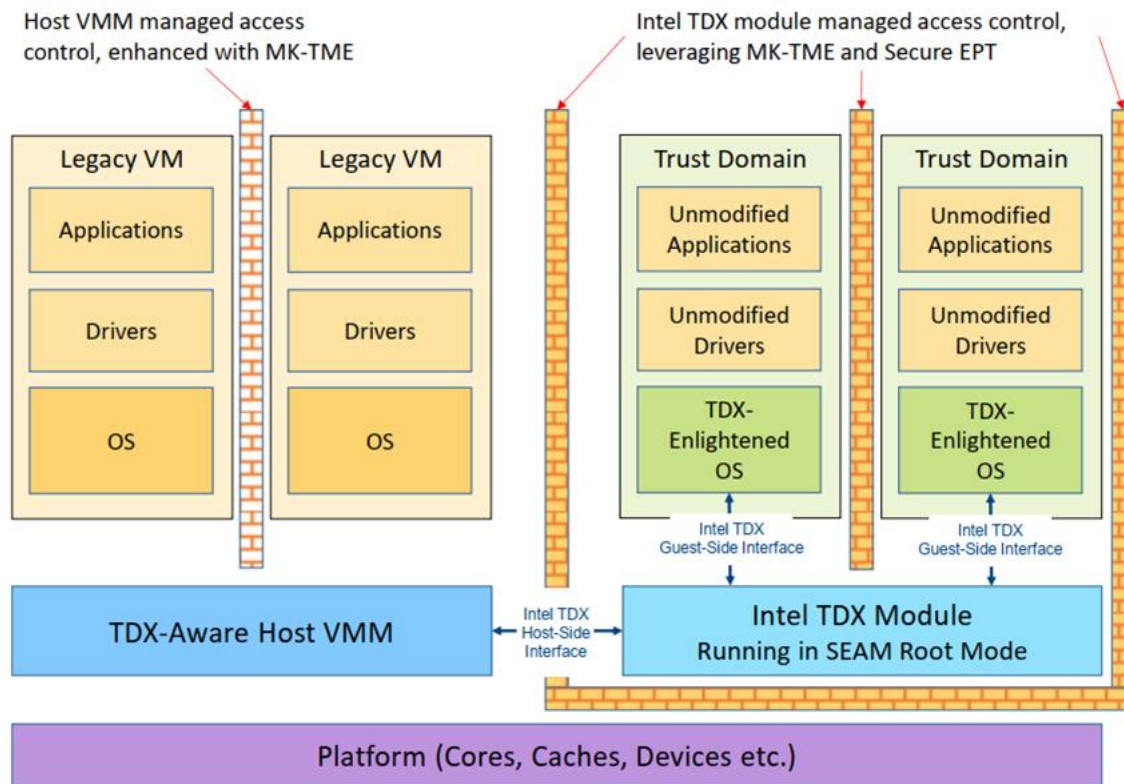 Host VMM managed access
control, enhanced with MK-TME
Intel TDX module managed access control,
leveraging MK-TME and Secure EPT
Legacy VM
Applications
Drivers
OS
Legacy VM
Applications
Drivers
OS
Trust Domain
Unmodified
Applications
Unmodified
Drivers
TDX-
Enlightened
OS
Trust Domain
Unmodified
Applications
Unmodified
Drivers
TDX-
Enlightened
OS
Intel TDX
Guest-Side Interface
Intel TDX
Guest-Side Interface
TDX-Aware Host VMM
Intel TDX
Host-Side
Interface
Intel TDX Module
Running in SEAM Root Mode
Platform (Cores, Caches, Devices etc.)